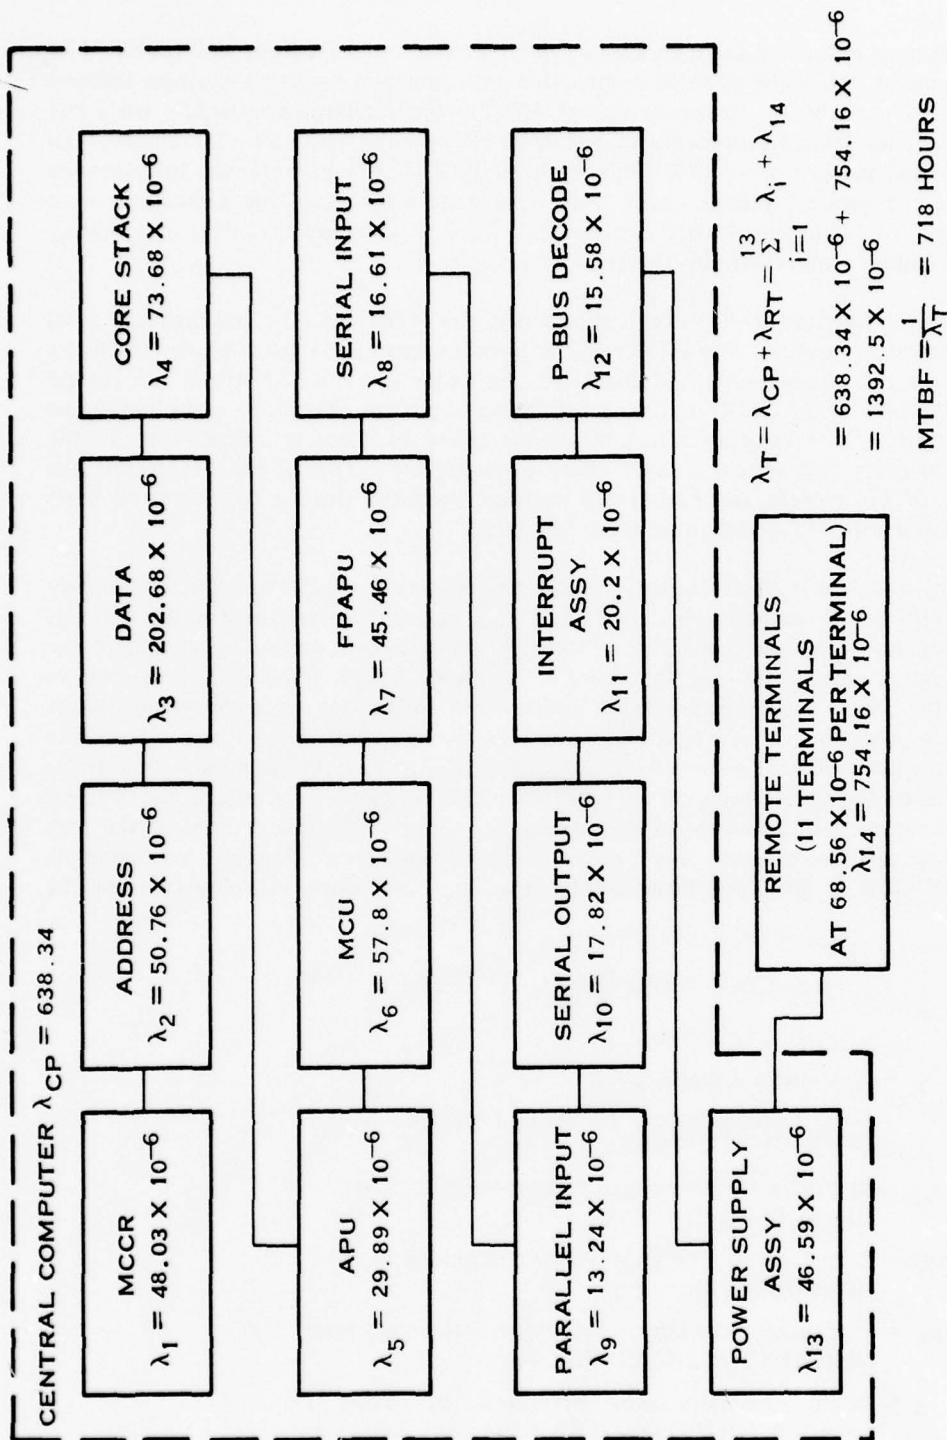 CENTRAL COMPUTER λCP = 638.34
MCCR
λ1 = 48.03 X 10−6
ADDRESS
λ2 = 50.76 X 10−6
DATA
λ3 = 202.68 X 10−6
CORE STACK
λ4 = 73.68 X 10−6
APU
λ5 = 29.89 X 10−6
MCU
λ6 = 57.8 X 10−6
FPAPU
λ7 = 45.46 X 10−6
SERIAL INPUT
λ8 = 16.61 X 10−6
PARALLEL INPUT
λ9 = 13.24 X 10−6
SERIAL OUTPUT
λ10 = 17.82 X 10−6
INTERRUPT
ASSY
λ11 = 20.2 X 10−6
P-BUS DECODE
λ12 = 15.58 X 10−6
POWER SUPPLY
ASSY
λ13 = 46.59 X 10−6
REMOTE TERMINALS
(11 TERMINALS
AT 68.56 X10−6 PER TERMINAL)
λ14 = 754.16 X 10−6
λT = λCP + λRT = 13 Σ i=1 λi + λ14
= 638.34 X 10−6 + 754.16 X 10−6
= 1392.5 X 10−6
MTBF = 1/λT = 718 HOURS